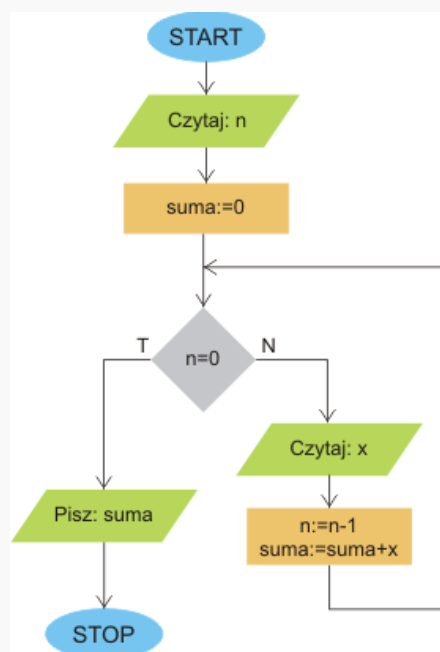 START
Czytaj: n
suma:=0
n=0
T
N
Czytaj: x
n:=n-1
suma:=suma+x
Pisz: suma
STOP